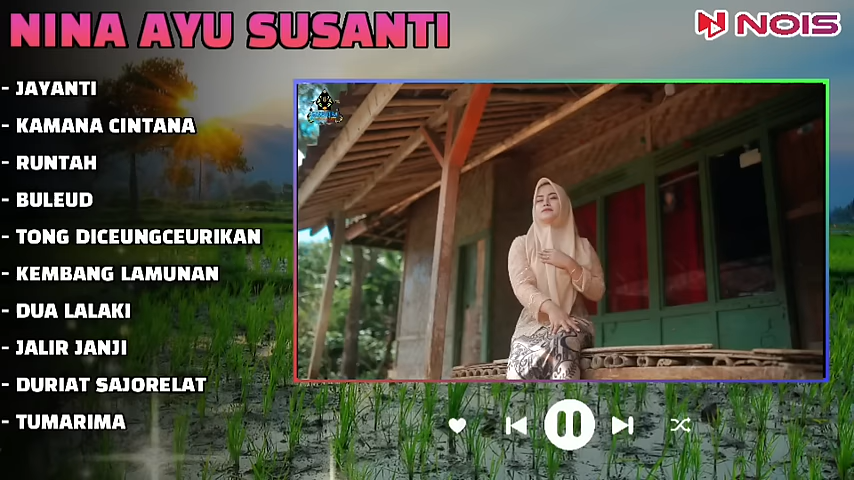 NINA AYU SUSANTI
NOIS
- JAYANTI
- KAMANA CINTANA
- RUNTAH
- BULEUD
- TONG DICEUNGCEURIKAN
- KEMBANG LAMUNAN
- DUA LALAKI
- JALIR JANJI
- DURIAT SAJORELAT
- TUMARIMA